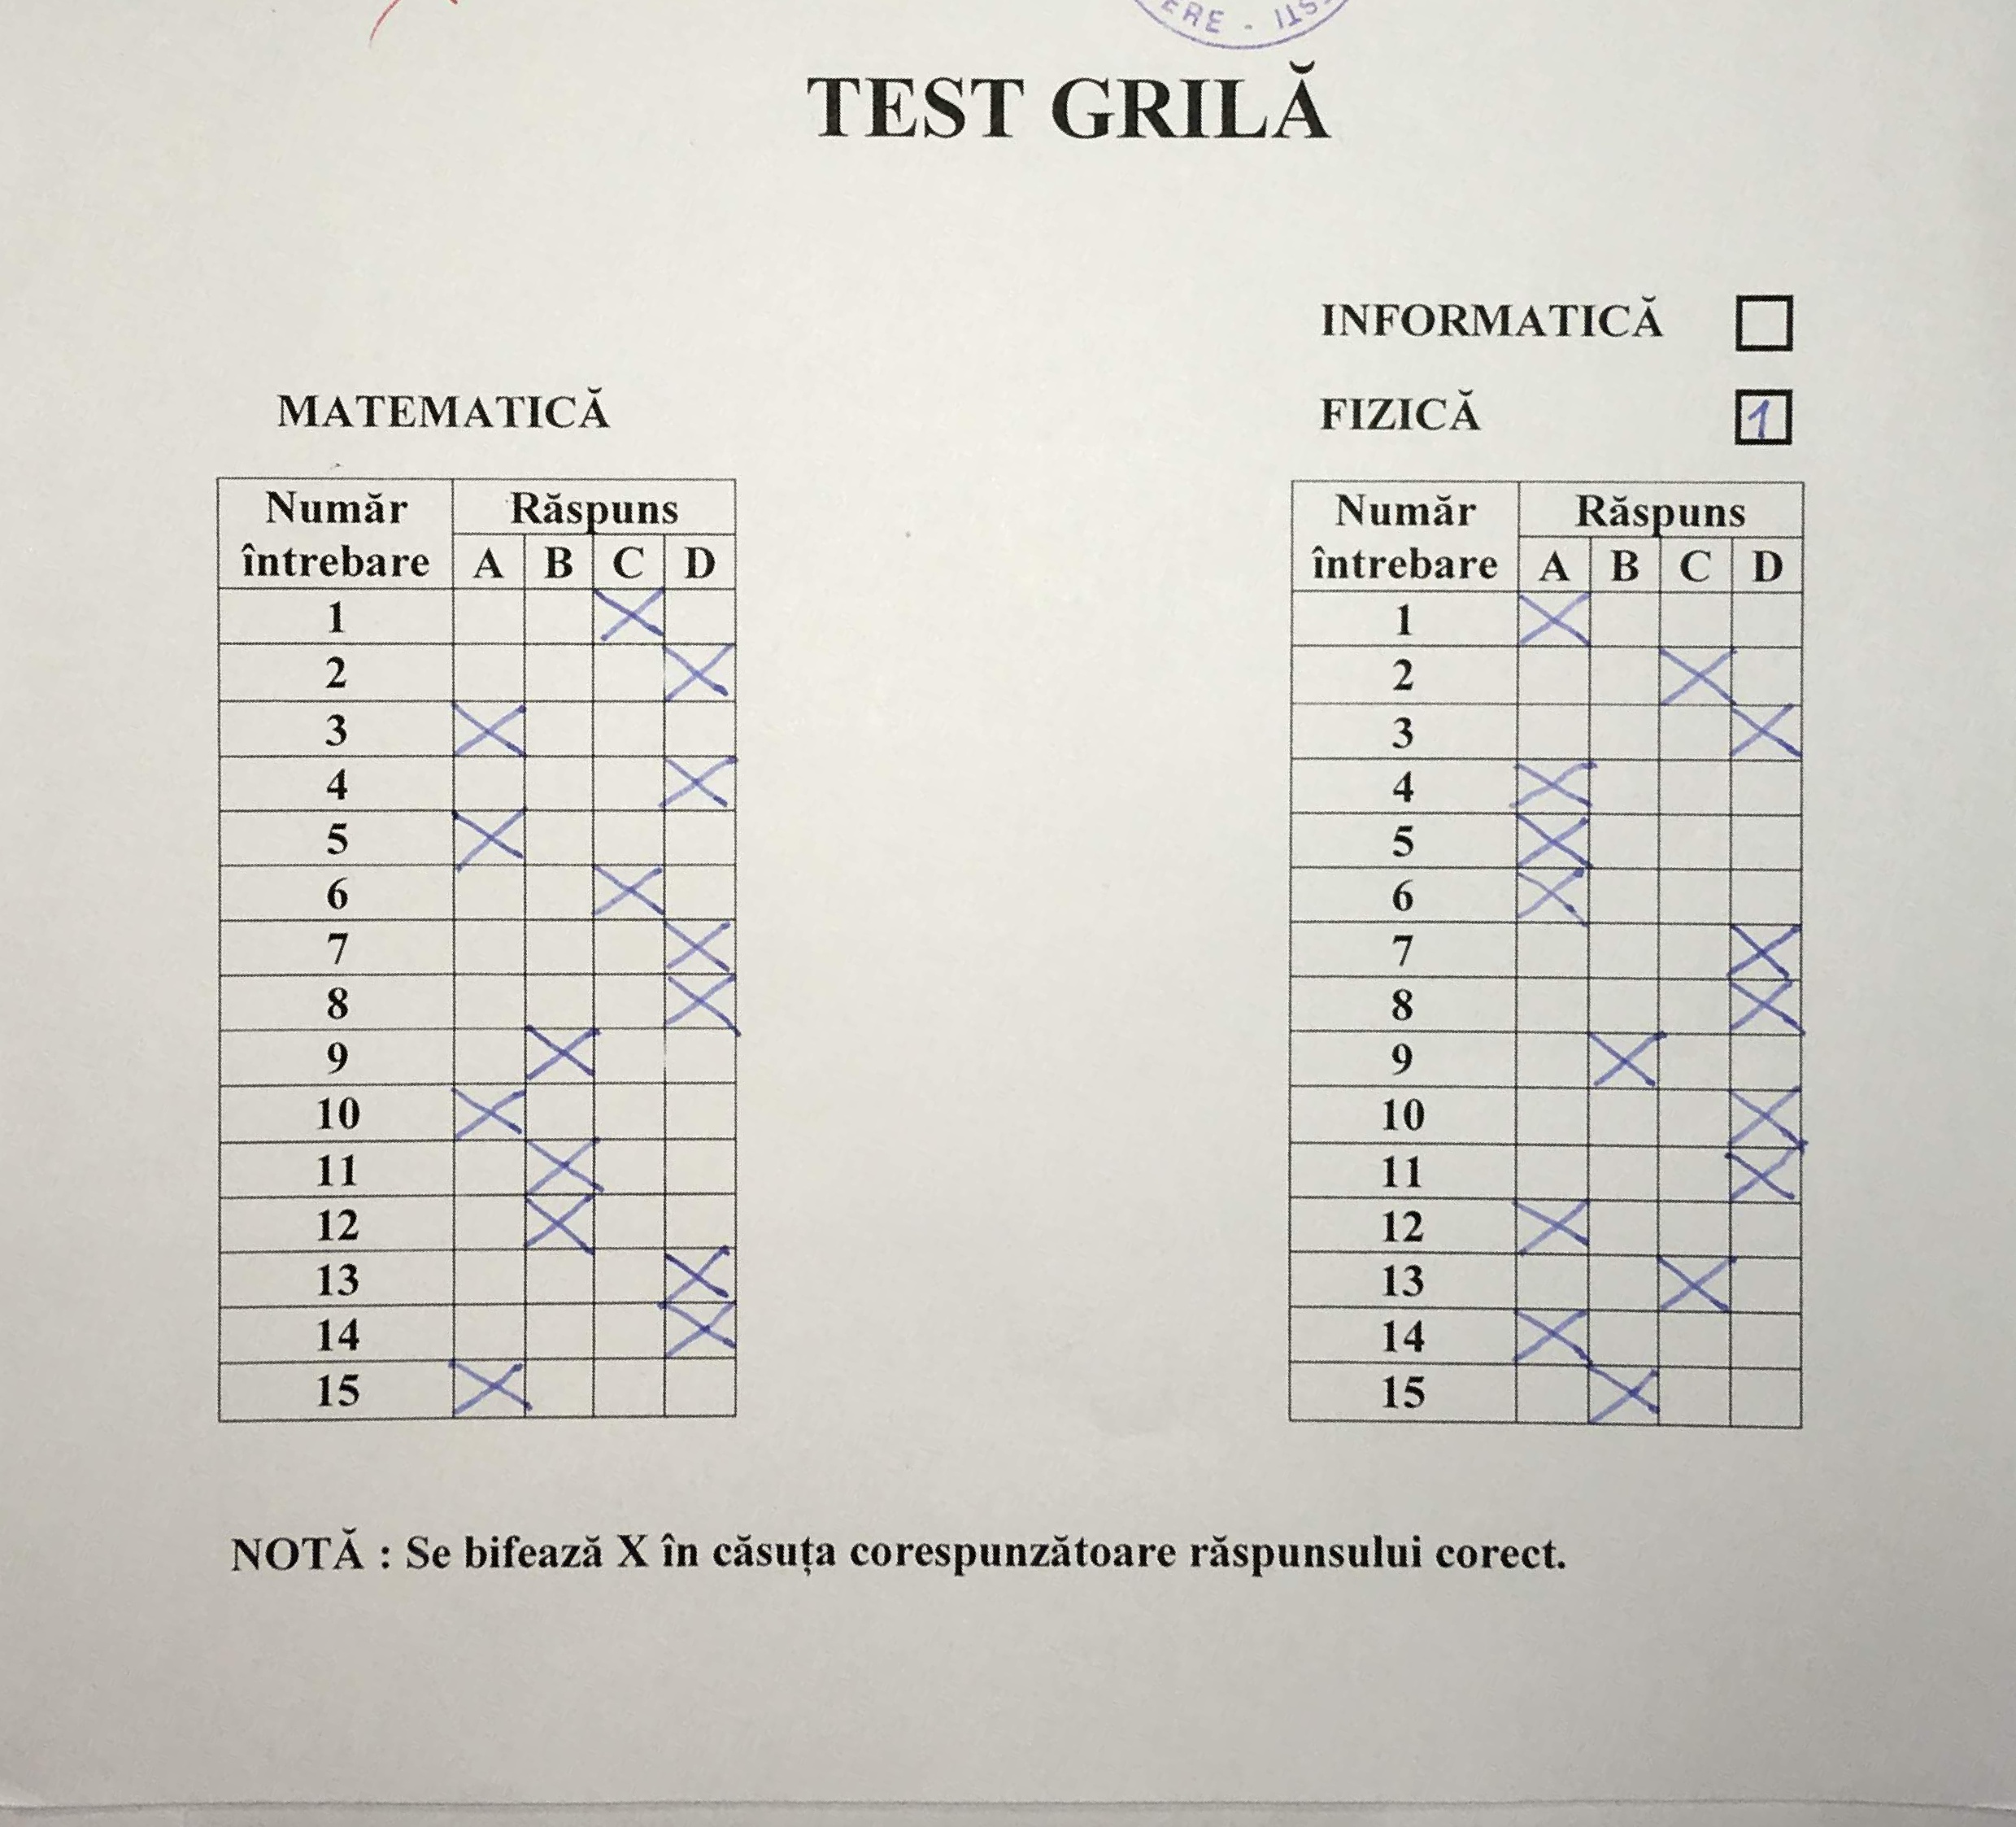 ERE - ITS
TEST GRILĂ
INFORMATICĂ
MATEMATICĂ
FIZICĂ 1
Număr întrebare Răspuns
A B C D
1 X
2 X
3 X
4 X
5 X
6 X
7 X
8 X
9 X
10 X
11 X
12 X
13 X
14 X
15 X
Număr întrebare Răspuns
A B C D
1 X
2 X
3 X
4 X
5 X
6 X
7 X
8 X
9 X
10 X
11 X
12 X
13 X
14 X
15 X
NOTĂ : Se bifează X în căsuța corespunzătoare răspunsului corect.